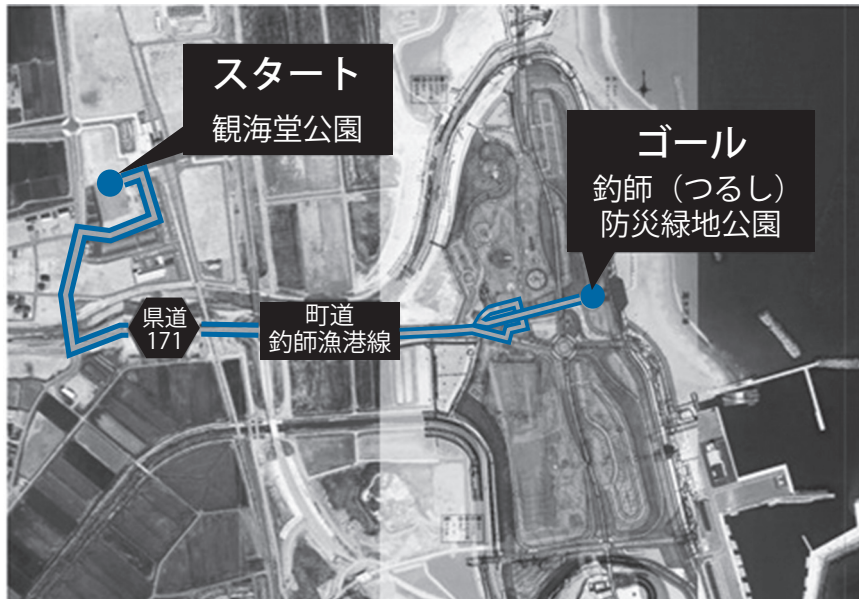 スタート
観海堂公園
ゴール
釣師（つるし）
防災緑地公園
県道
171
町道
釣師漁港線